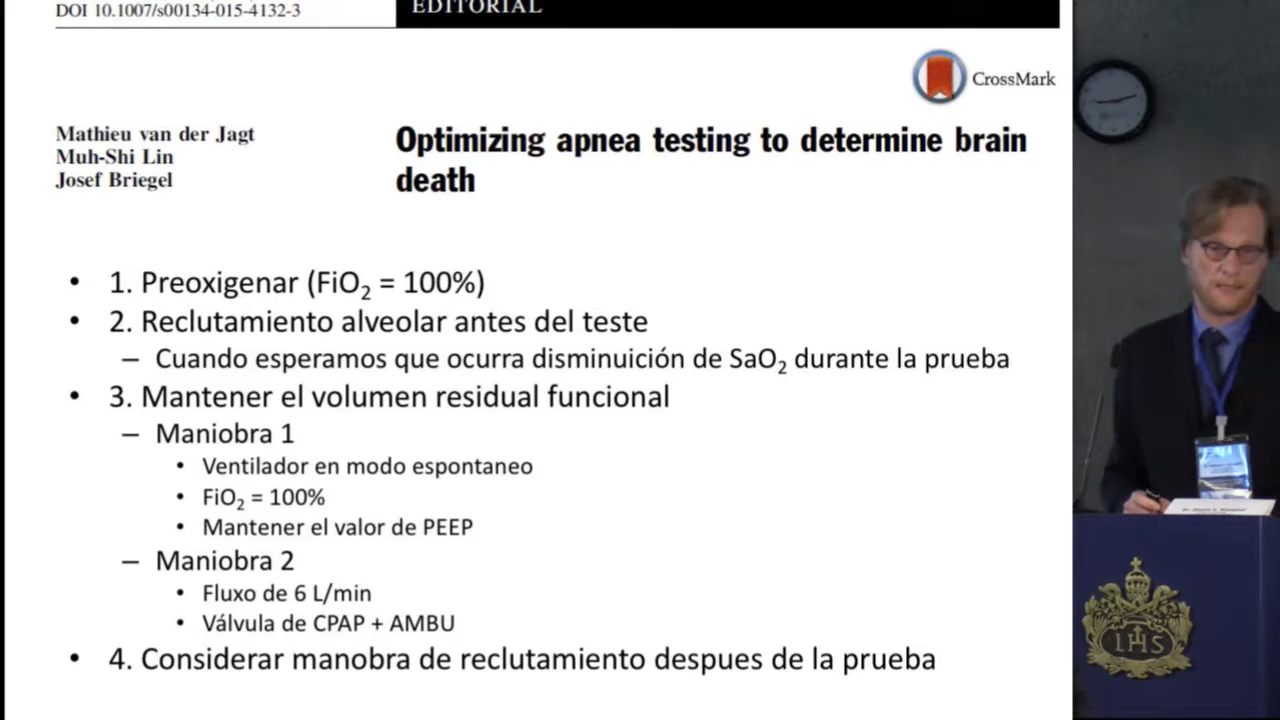 DOI 10.1007/s00134-015-4132-3
EDITORIAL
CrossMark
Mathieu van der Jagt
Muh-Shi Lin
Josef Briegel
Optimizing apnea testing to determine brain
death
• 1. Preoxigenar (FiO₂ = 100%)
• 2. Reclutamiento alveolar antes del teste
– Cuando esperamos que ocurra disminuición de SaO₂ durante la prueba
• 3. Mantener el volumen residual funcional
– Maniobra 1
• Ventilador en modo espontaneo
• FiO₂ = 100%
• Mantener el valor de PEEP
– Maniobra 2
• Fluxo de 6 L/min
• Válvula de CPAP + AMBU
• 4. Considerar manobra de reclutamiento despues de la prueba
IHS